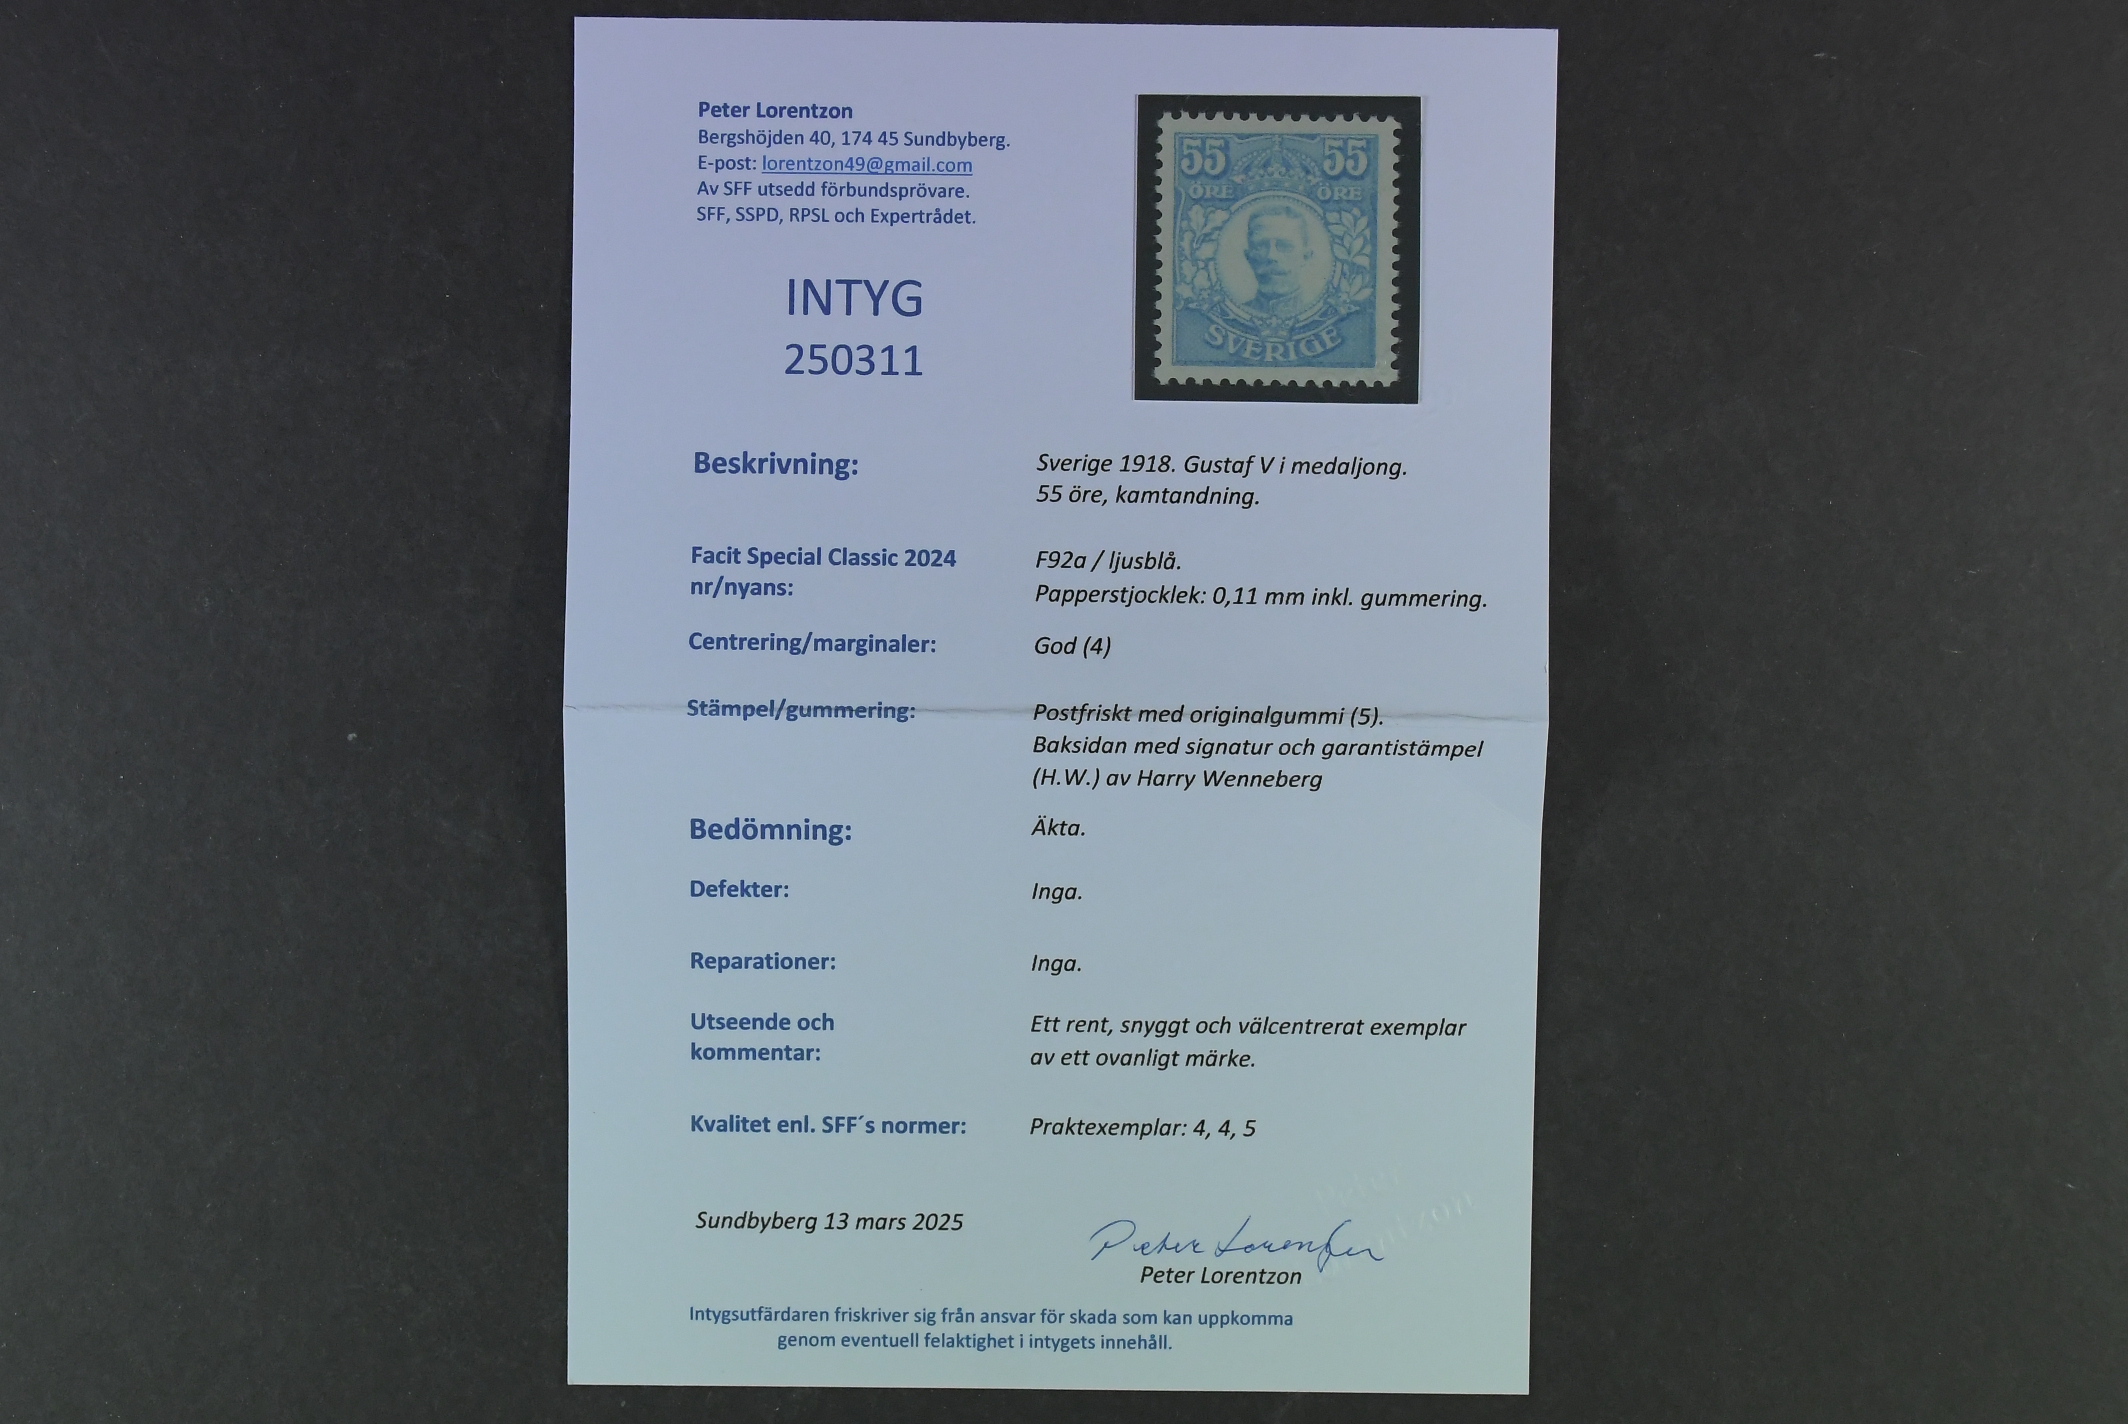 Peter Lorentzon
Bergshöjden 40, 174 45 Sundbyberg.
E-post: lorentzon49@gmail.com
Av SFF utsedd förbundsprövare.
SFF, SSPD, RPSL och Expertrådet.
INTYG
250311
55 55
ÖRE ÖRE
SVERIGE
Beskrivning: Sverige 1918. Gustaf V i medaljong.
55 öre, kamtandning.
Facit Special Classic 2024 F92a / ljusblå.
nr/nyans: Papperstjocklek: 0,11 mm inkl. gummering.
Centrering/marginaler: God (4)
Stämpel/gummering: Postfriskt med originalgummi (5).
Baksidan med signatur och garantistämpel
(H.W.) av Harry Wenneberg
Bedömning: Äkta.
Defekter: Inga.
Reparationer: Inga.
Utseende och Ett rent, snyggt och välcentrerat exemplar
kommentar: av ett ovanligt märke.
Kvalitet enl. SFF´s normer: Praktexemplar: 4, 4, 5
Sundbyberg 13 mars 2025
Peter Lorentzon
Peter Lorentzon
Intygsutfärdaren friskriver sig från ansvar för skada som kan uppkomma
genom eventuell felaktighet i intygets innehåll.